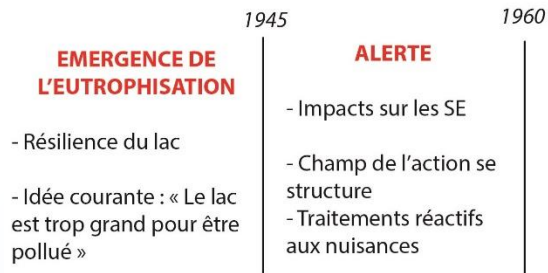 1945
1960
EMERGENCE DE
L'EUTROPHISATION
- Résilience du lac
- Idée courante : « Le lac
est trop grand pour être
pollué »
ALERTE
- Impacts sur les SE
- Champ de l'action se
structure
- Traitements réactifs
aux nuisances